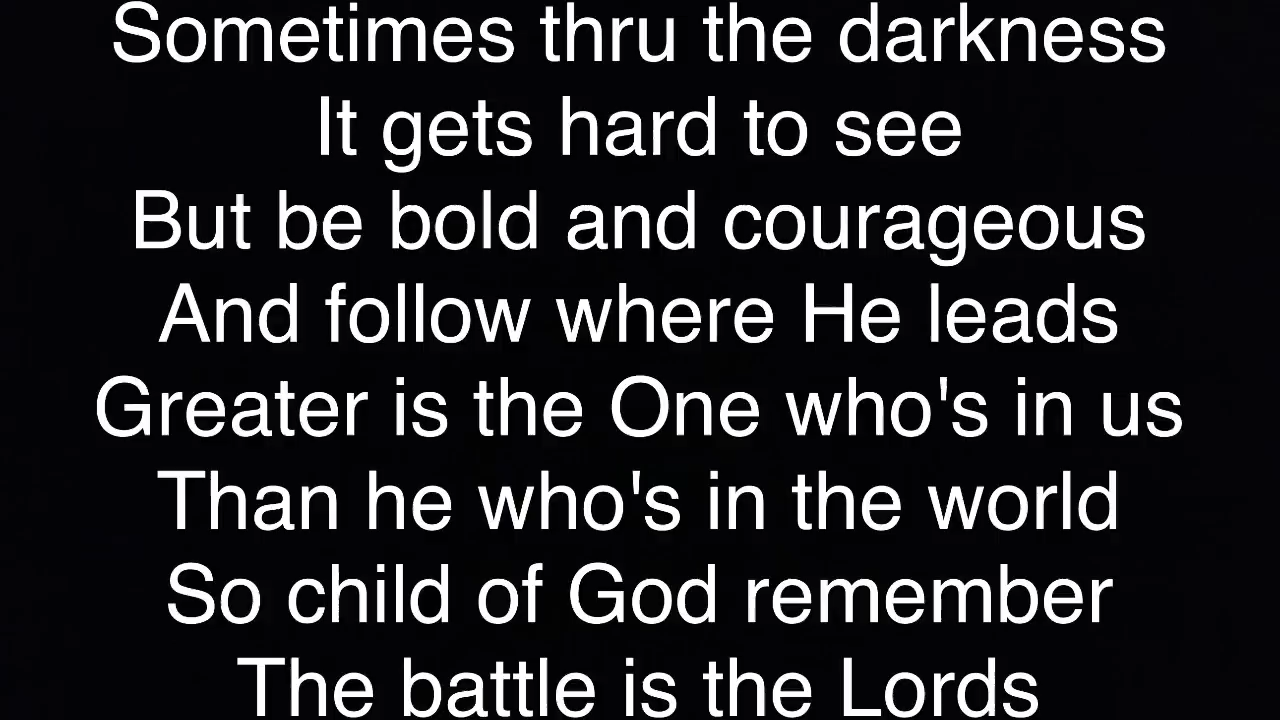 Sometimes thru the darkness
It gets hard to see
But be bold and courageous
And follow where He leads
Greater is the One who's in us
Than he who's in the world
So child of God remember
The battle is the Lords